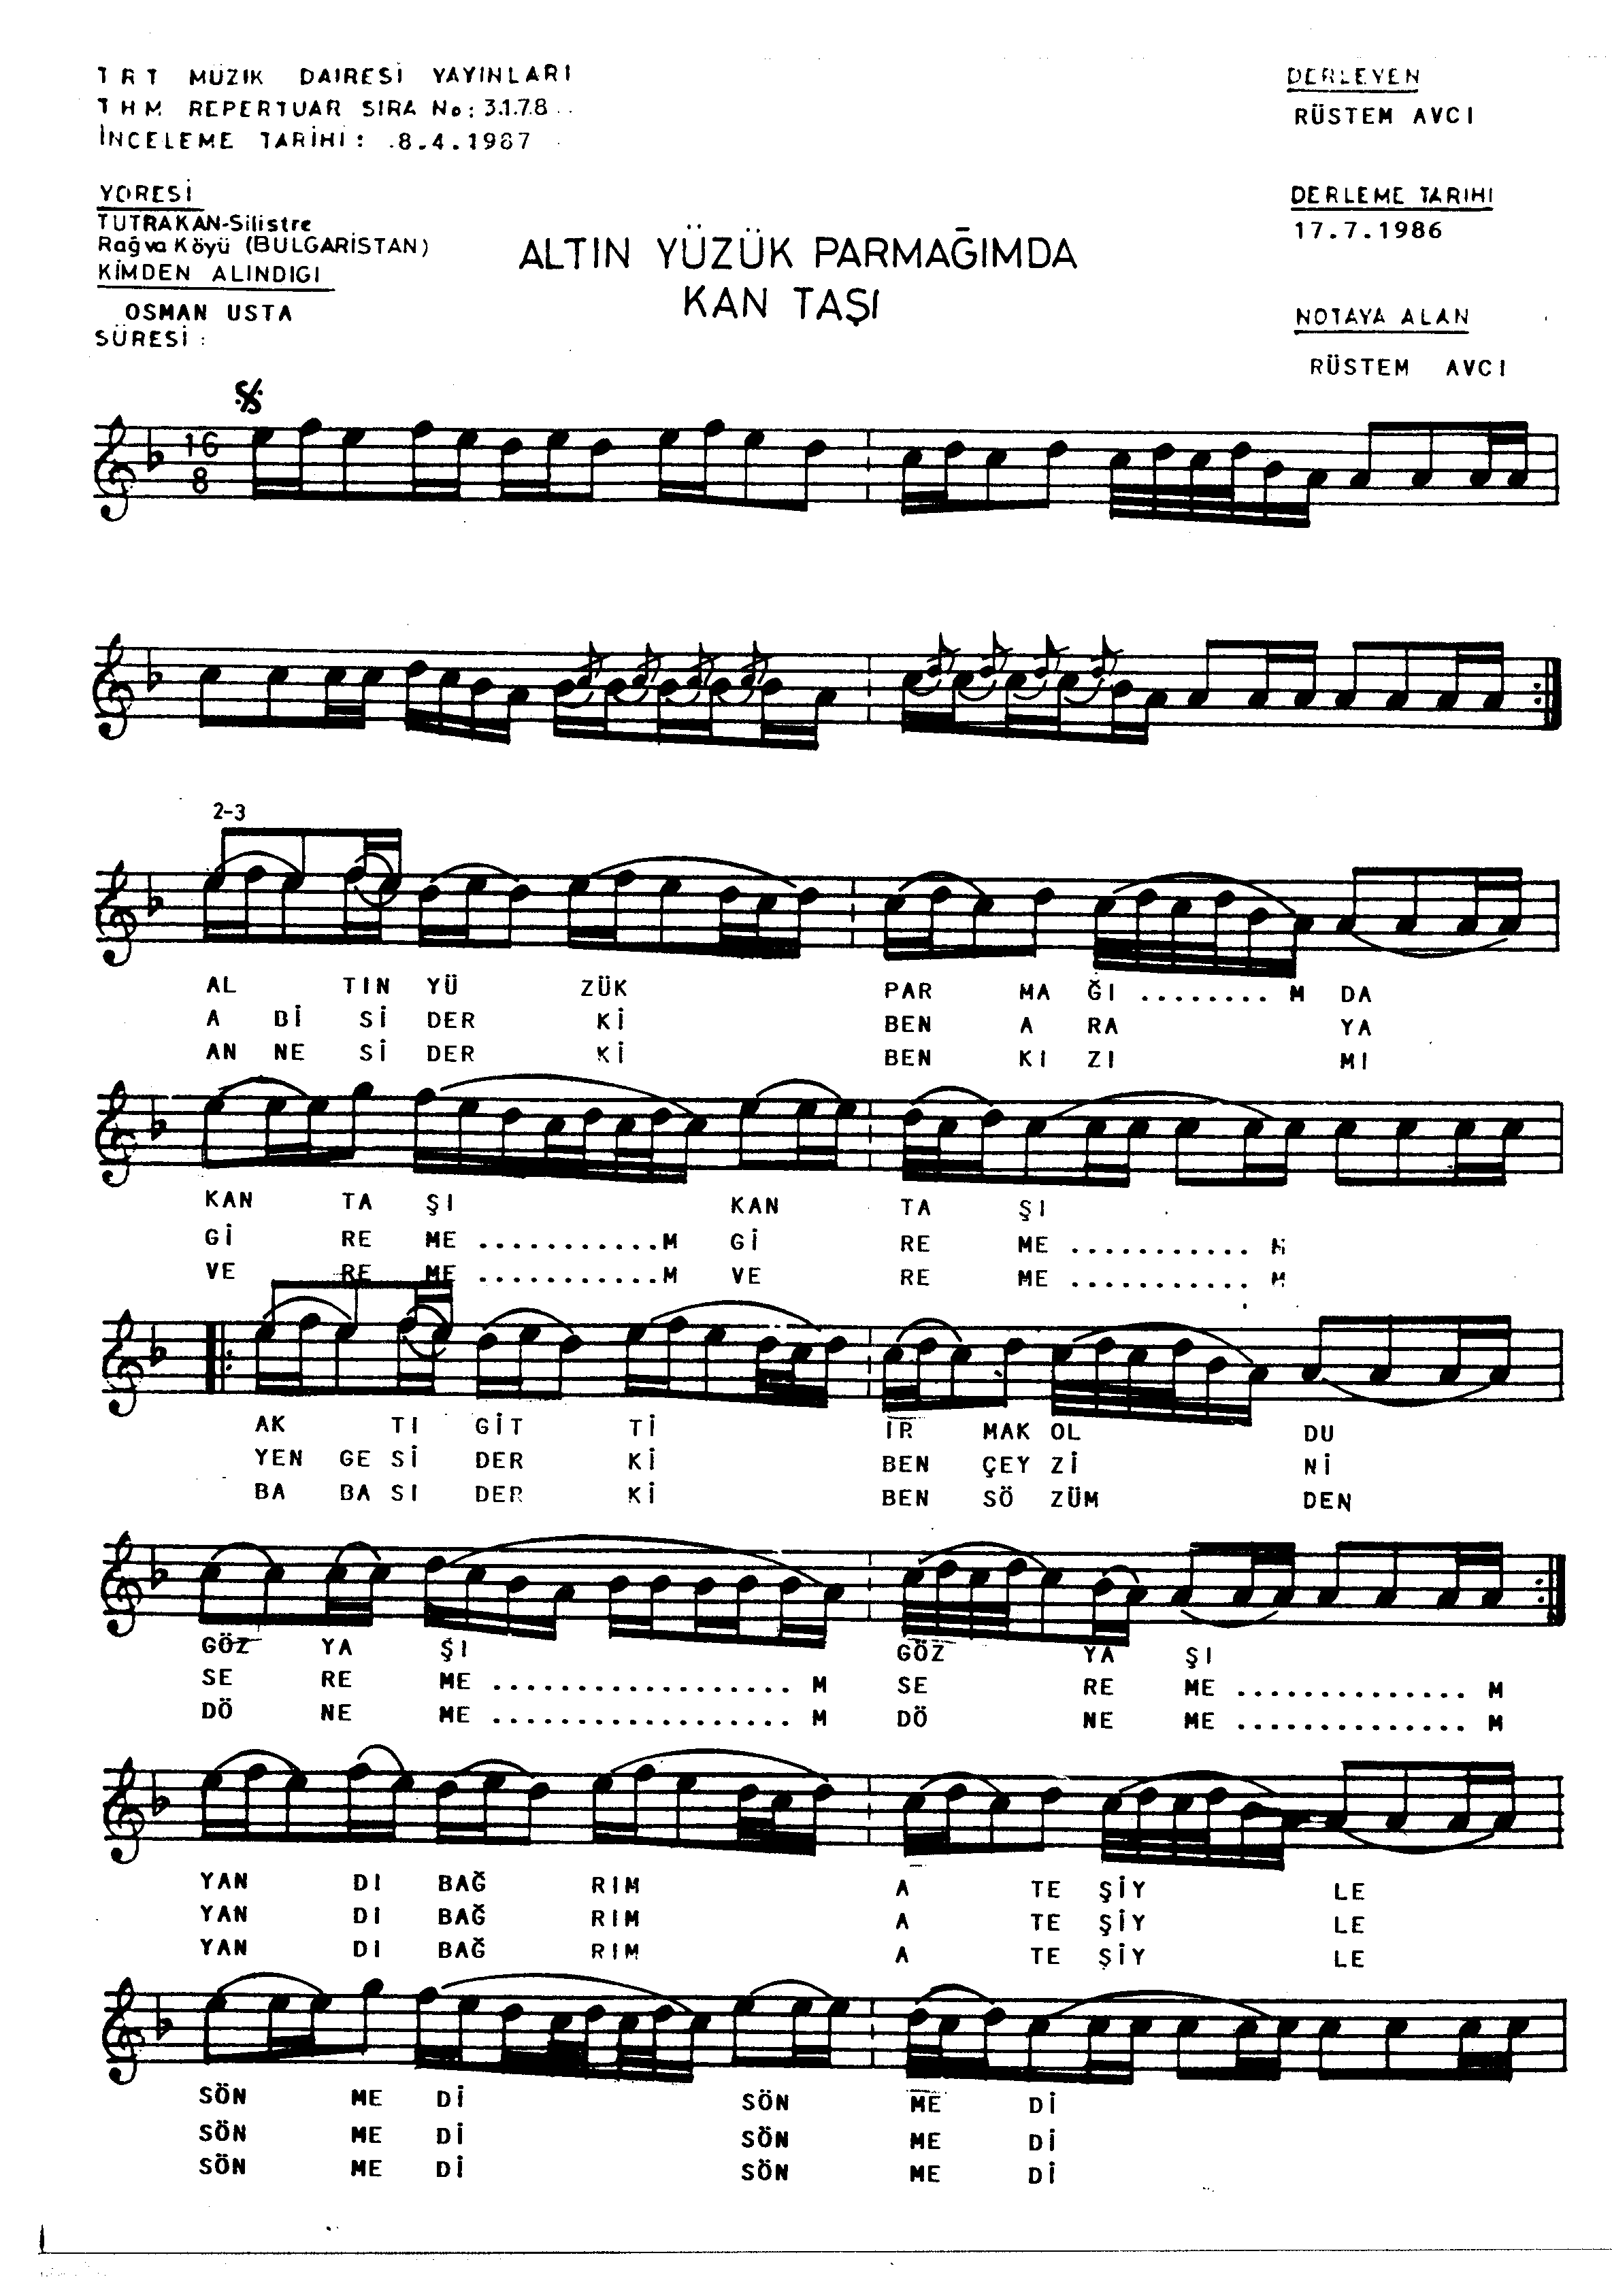 TRT MÜZİK DAİRESİ YAYINLARI
THM REPERTUAR SIRA No: 3178
İNCELEME TARİHİ : 8.4.1987
YÖRESİ
TUTRAKAN-Silistre
Rağva Köyü (BULGARİSTAN)
KİMDEN ALINDIGI
OSMAN USTA
SÜRESİ :
ALTIN YÜZÜK PARMAĞIMDA
KAN TAŞI
DERLEYEN
RÜSTEM AVCI
DERLEME TARIHI
17.7.1986
NOTAYA ALAN
RÜSTEM AVCI
16
8
2-3
AL TIN YÜ ZÜK PAR MA ĞI ........ M DA
A Bİ Sİ DER Kİ BEN A RA YA
AN NE Sİ DER Kİ BEN KI ZI MI
KAN TA ŞI KAN TA ŞI
Gİ RE ME ........... M Gİ RE ME ........... M
VE RE ME ........... M VE RE ME ........... M
AK TI GİT Tİ IR MAK OL DU
YEN GE Sİ DER Kİ BEN ÇEY Zİ Nİ
BA BA SI DER Kİ BEN SÖ ZÜM DEN
GÖZ YA ŞI GÖZ YA ŞI
SE RE ME .................. M SE RE ME .............. M
DÖ NE ME .................. M DÖ NE ME .............. M
YAN DI BAĞ RIM A TE ŞİY LE
YAN DI BAĞ RIM A TE ŞİY LE
YAN DI BAĞ RIM A TE ŞİY LE
SÖN ME Dİ SÖN ME Dİ
SÖN ME Dİ SÖN ME Dİ
SÖN ME Dİ SÖN ME Dİ